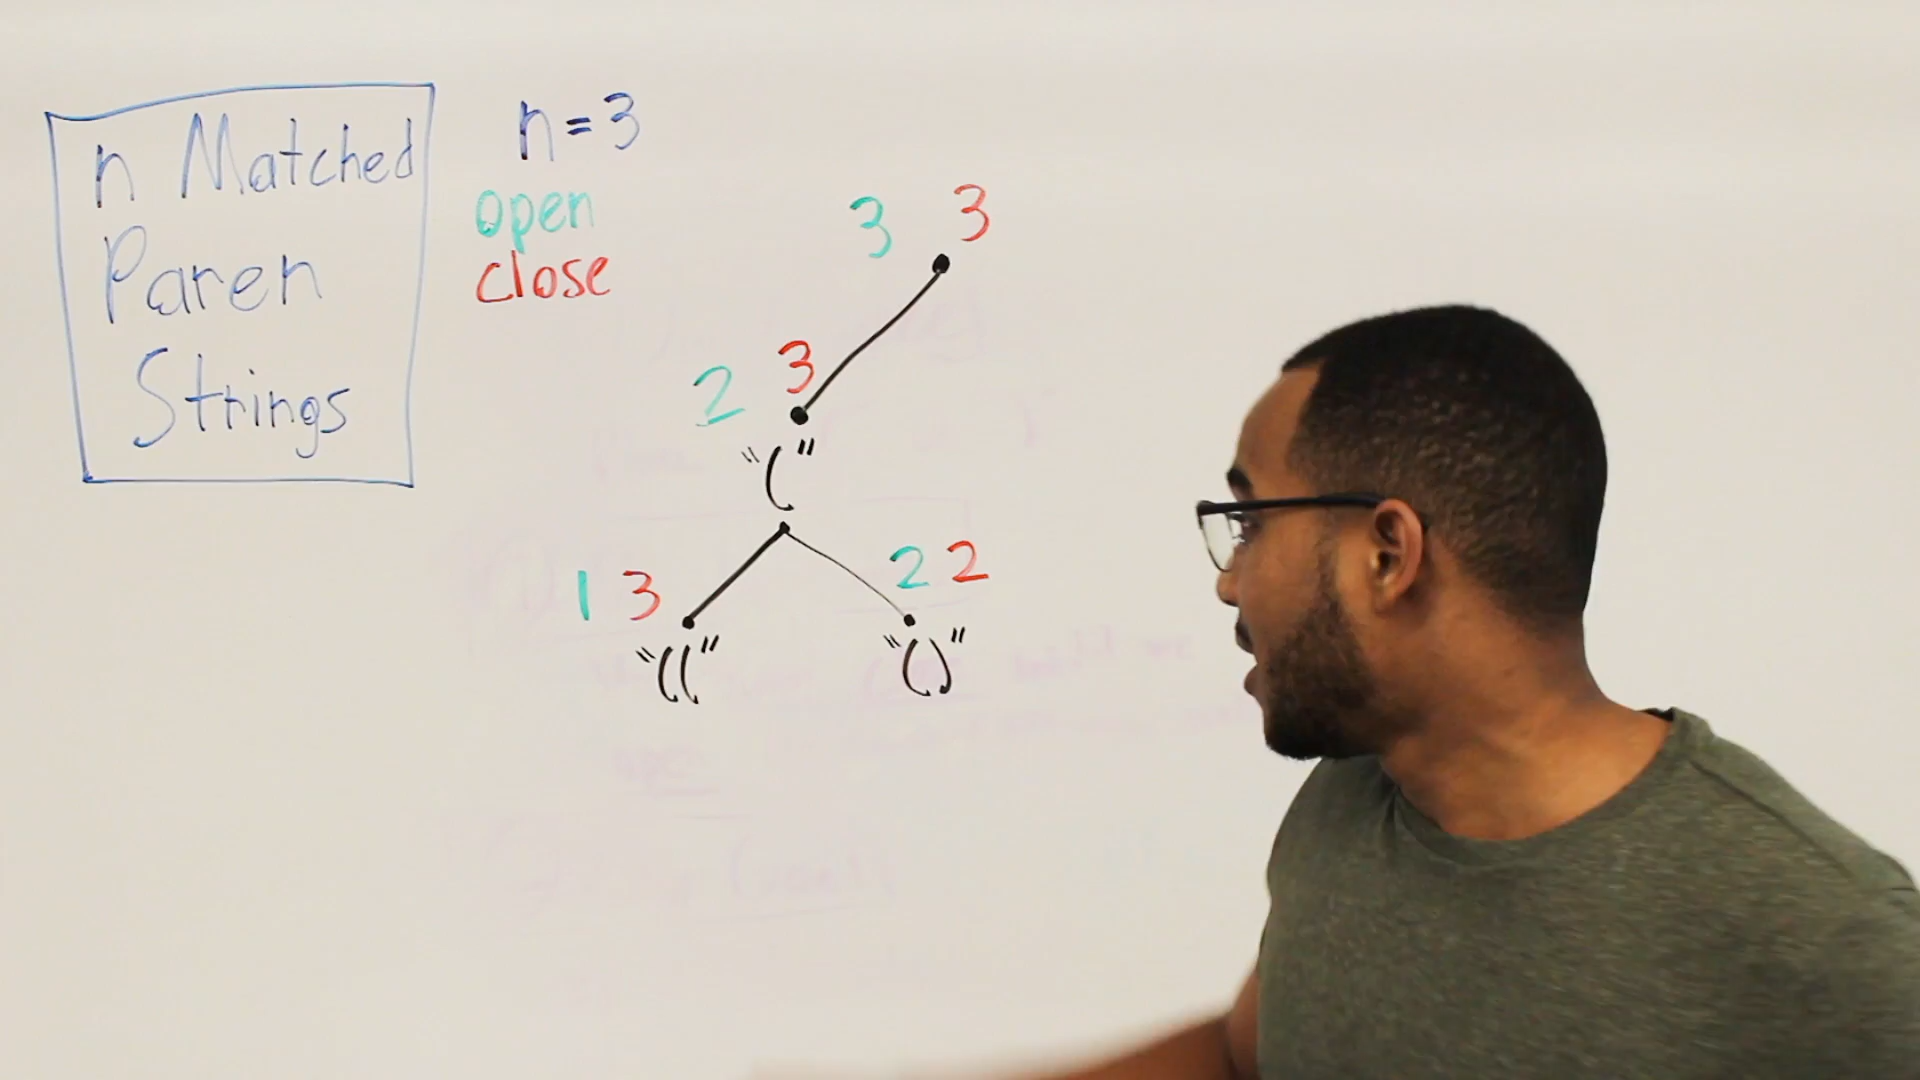 n Matched
Paren
Strings
n = 3
open
close
3 3
2 3
"("
1 3
2 2
"(("
"()"